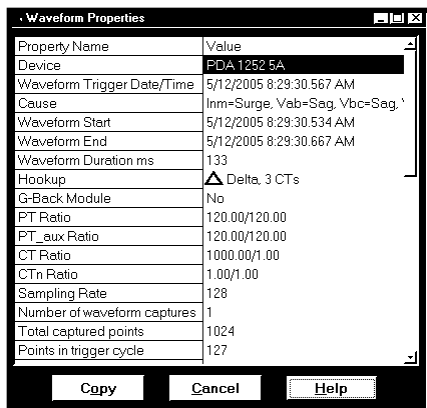 Waveform Properties
Property Name Value
Device PDA 1252 5A
Waveform Trigger Date/Time 5/12/2005 8:29:30.567 AM
Cause Inm=Surge, Vab=Sag, Vbc=Sag,
Waveform Start 5/12/2005 8:29:30.534 AM
Waveform End 5/12/2005 8:29:30.667 AM
Waveform Duration ms 133
Hookup Δ Delta, 3 CTs
G-Back Module No
PT Ratio 120.00/120.00
PT_aux Ratio 120.00/120.00
CT Ratio 1000.00/1.00
CTn Ratio 1.00/1.00
Sampling Rate 128
Number of waveform captures 1
Total captured points 1024
Points in trigger cycle 127
Copy Cancel Help